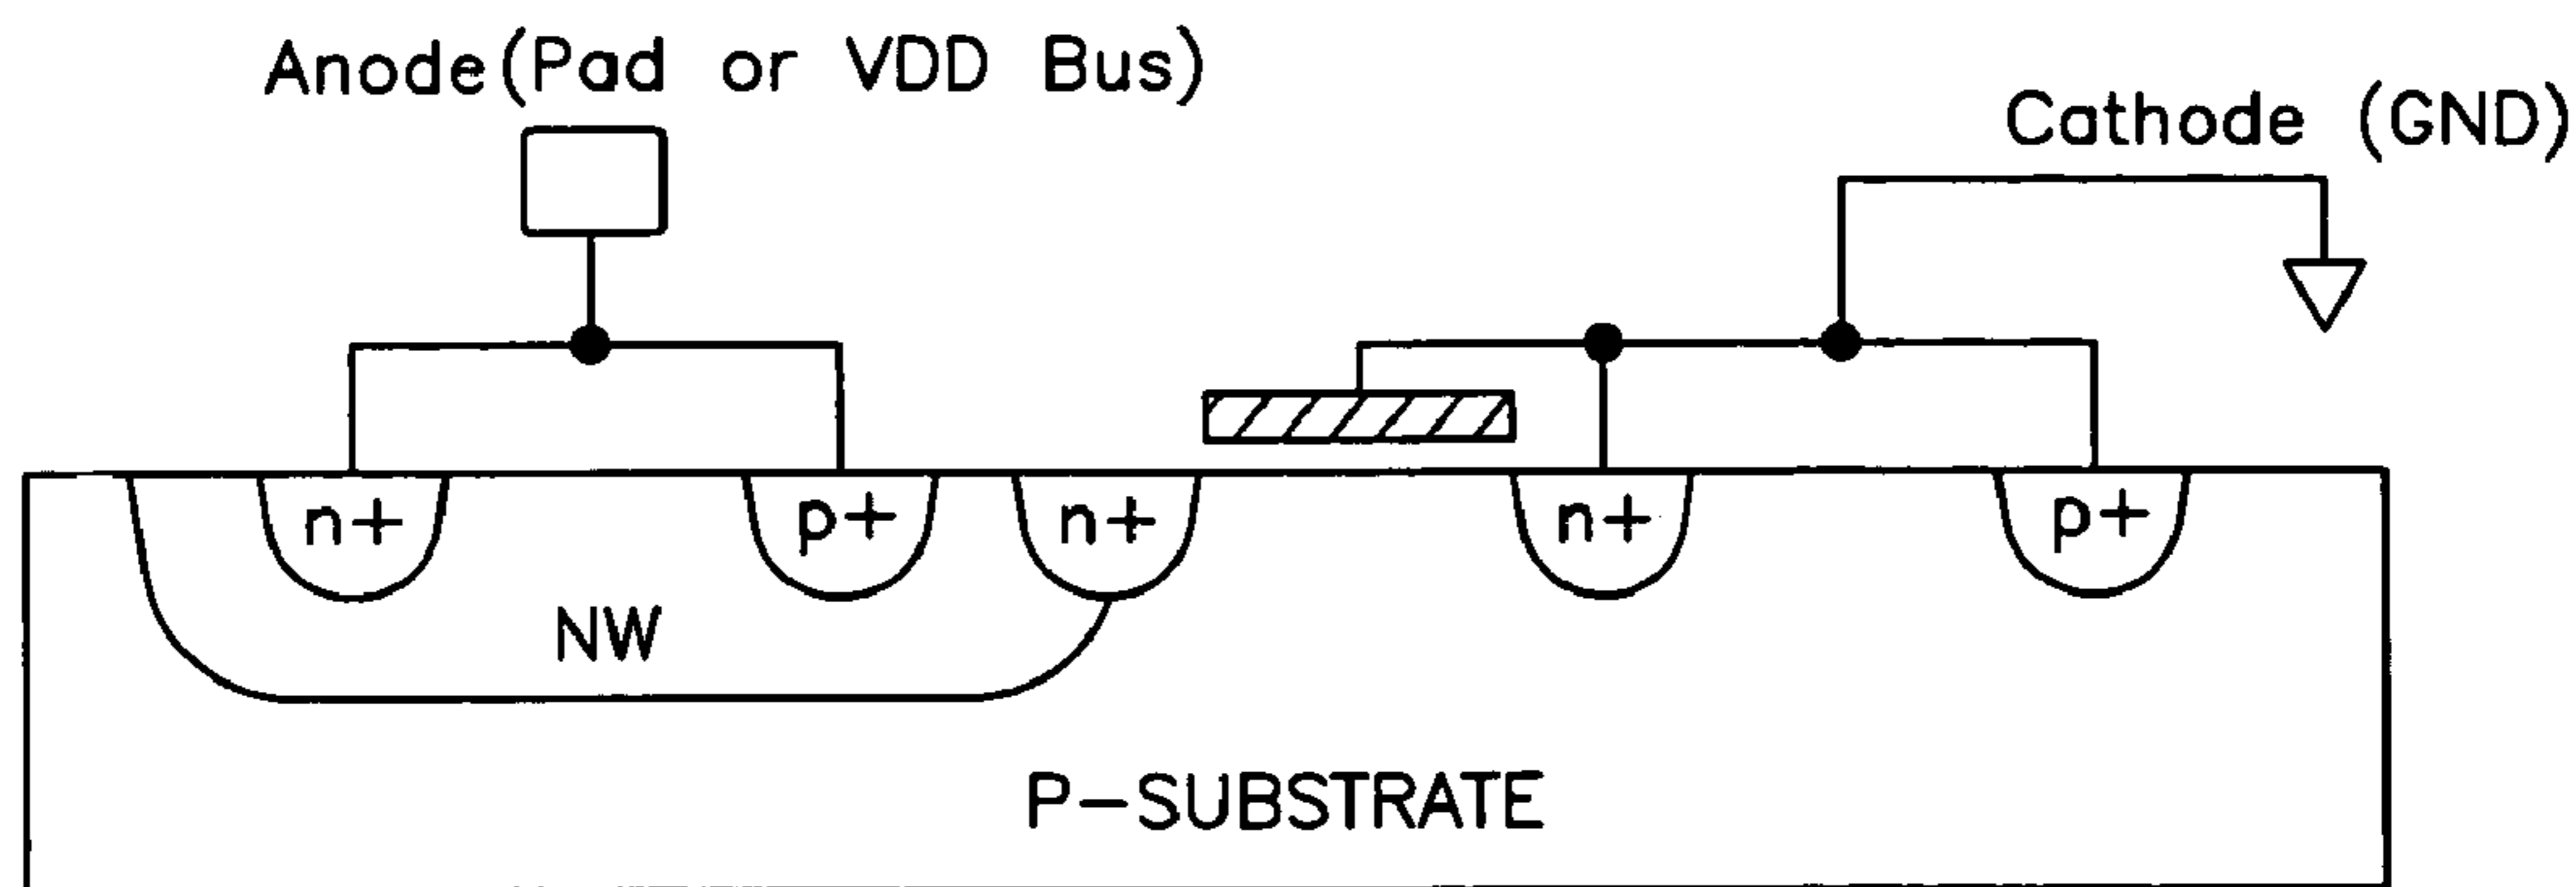 Anode(Pad or VDD Bus)
Cathode (GND)
n+
p+
n+
n+
p+
NW
P-SUBSTRATE